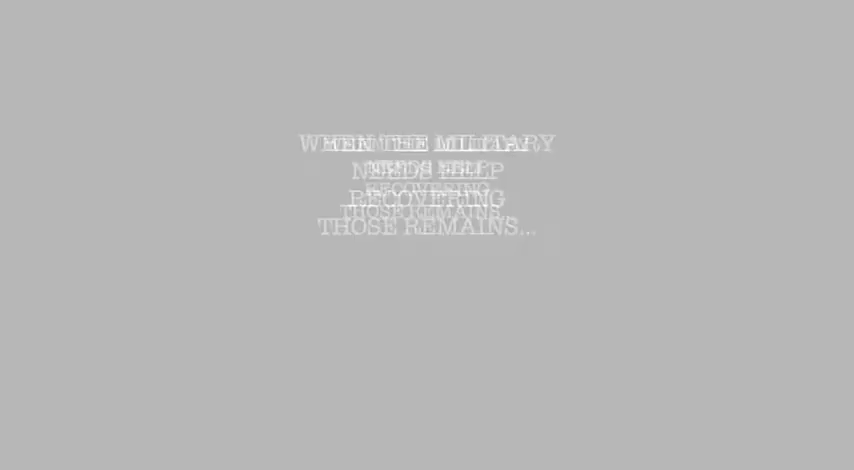 WHEN THE MILITARY
NEEDS HELP
RECOVERING
THOSE REMAINS...